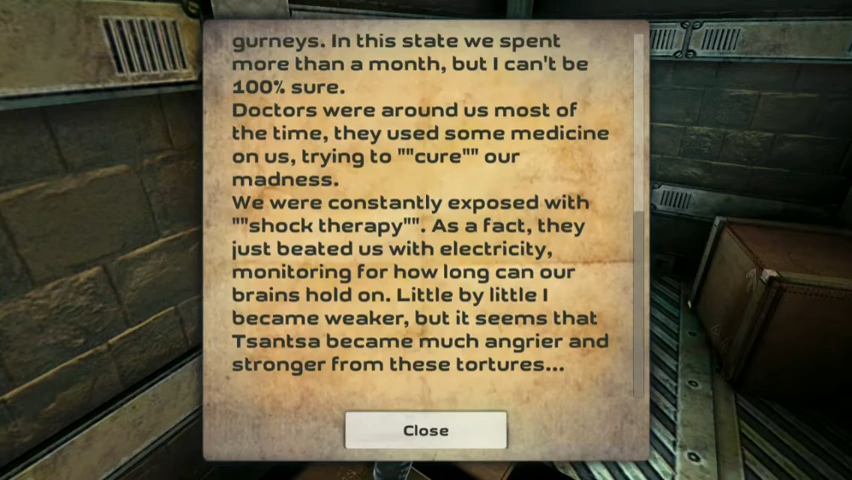 gurneys. In this state we spent
more than a month, but I can't be
100% sure.
Doctors were around us most of
the time, they used some medicine
on us, trying to ""cure"" our
madness.
We were constantly exposed with
""shock therapy"". As a fact, they
just beated us with electricity,
monitoring for how long can our
brains hold on. Little by little I
became weaker, but it seems that
Tsantsa became much angrier and
stronger from these tortures...
Close